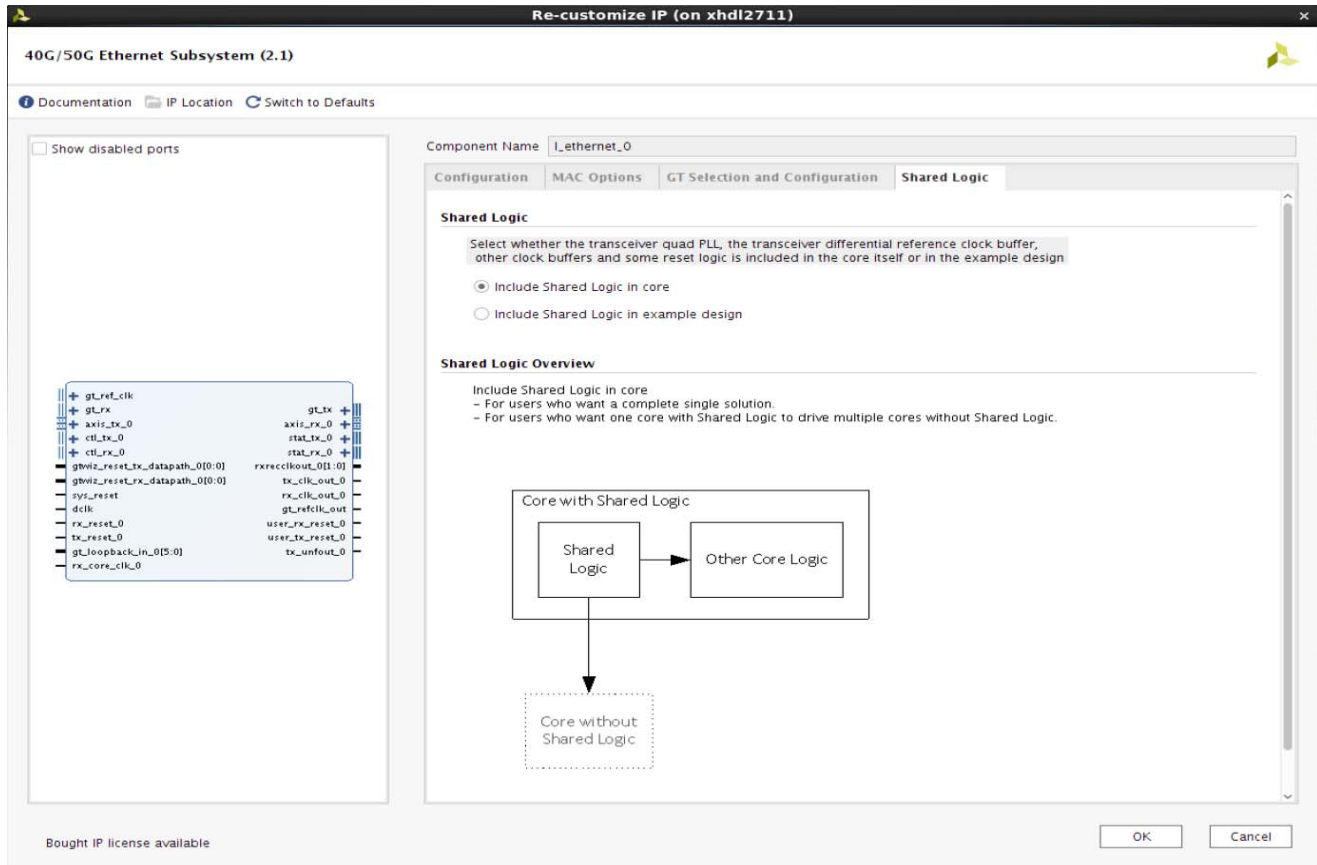 Re-customize IP (on xhdl2711)
40G/50G Ethernet Subsystem (2.1)
Documentation IP Location Switch to Defaults
Show disabled ports
gt_ref_clk
gt_rx
axis_tx_0
ctl_tx_0
ctl_rx_0
gtwiz_reset_tx_datapath_0[0:0]
gtwiz_reset_rx_datapath_0[0:0]
sys_reset
dclk
rx_reset_0
tx_reset_0
gt_loopback_in_0[5:0]
rx_core_clk_0
gt_tx
axis_rx_0
stat_tx_0
stat_rx_0
rxrecclkout_0[1:0]
tx_clk_out_0
rx_clk_out_0
gt_refclk_out
user_rx_reset_0
user_tx_reset_0
tx_unfout_0
Component Name l_ethernet_0
Configuration MAC Options GT Selection and Configuration Shared Logic
Shared Logic
Select whether the transceiver quad PLL, the transceiver differential reference clock buffer,
other clock buffers and some reset logic is included in the core itself or in the example design
Include Shared Logic in core
Include Shared Logic in example design
Shared Logic Overview
Include Shared Logic in core
– For users who want a complete single solution.
– For users who want one core with Shared Logic to drive multiple cores without Shared Logic.
Core with Shared Logic
Shared
Logic
Other Core Logic
Core without
Shared Logic
Bought IP license available
OK Cancel